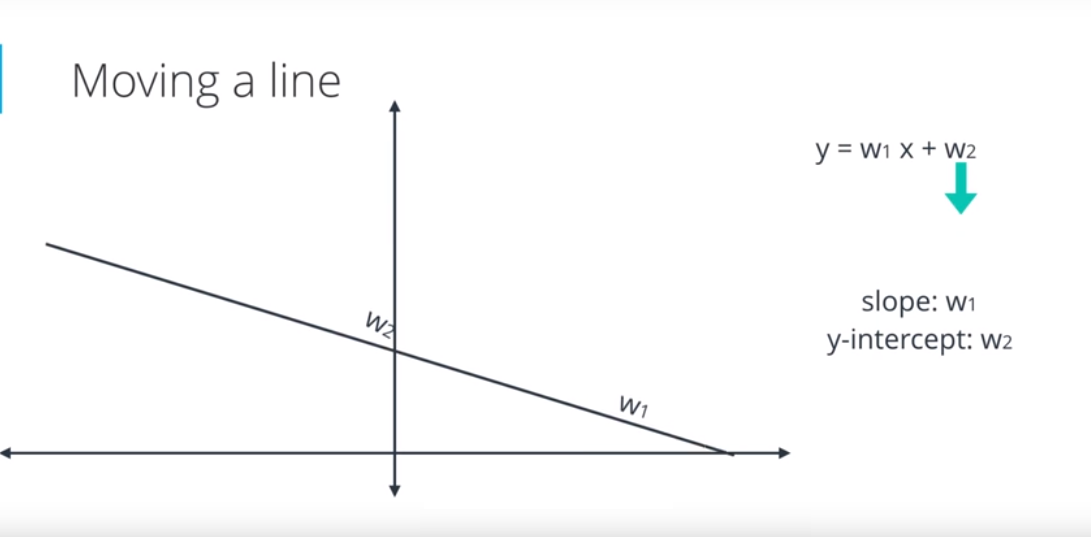 Moving a line
y = w1 x + w2
w2
w1
slope: w1
y-intercept: w2